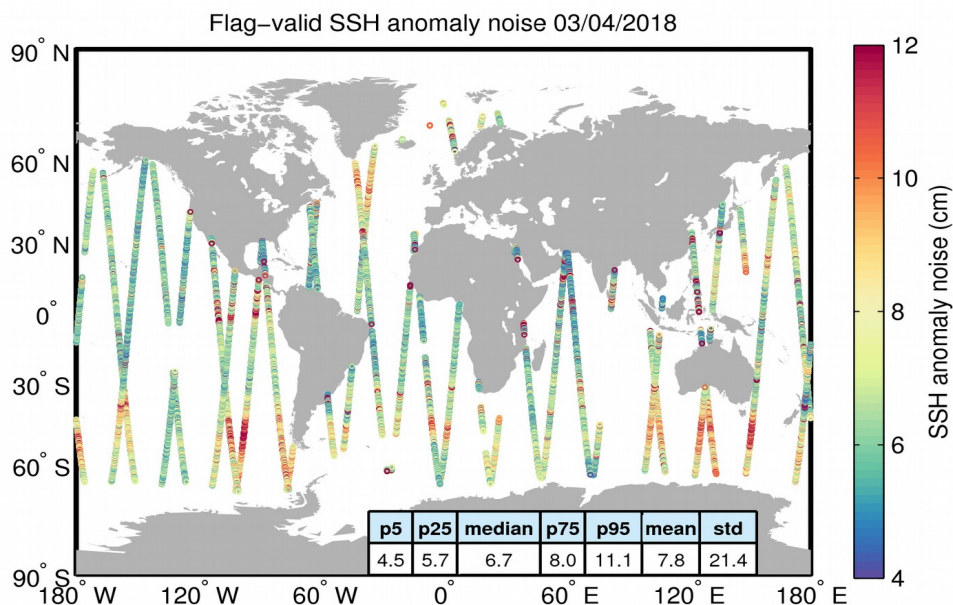 Flag−valid SSH anomaly noise 03/04/2018
90° N
60° N
30° N
0°
30° S
60° S
90° S
180° W
120° W
60° W
0°
60° E
120° E
180° E
p5 p25 median p75 p95 mean std
4.5 5.7 6.7 8.0 11.1 7.8 21.4
12
10
8
6
4
SSH anomaly noise (cm)